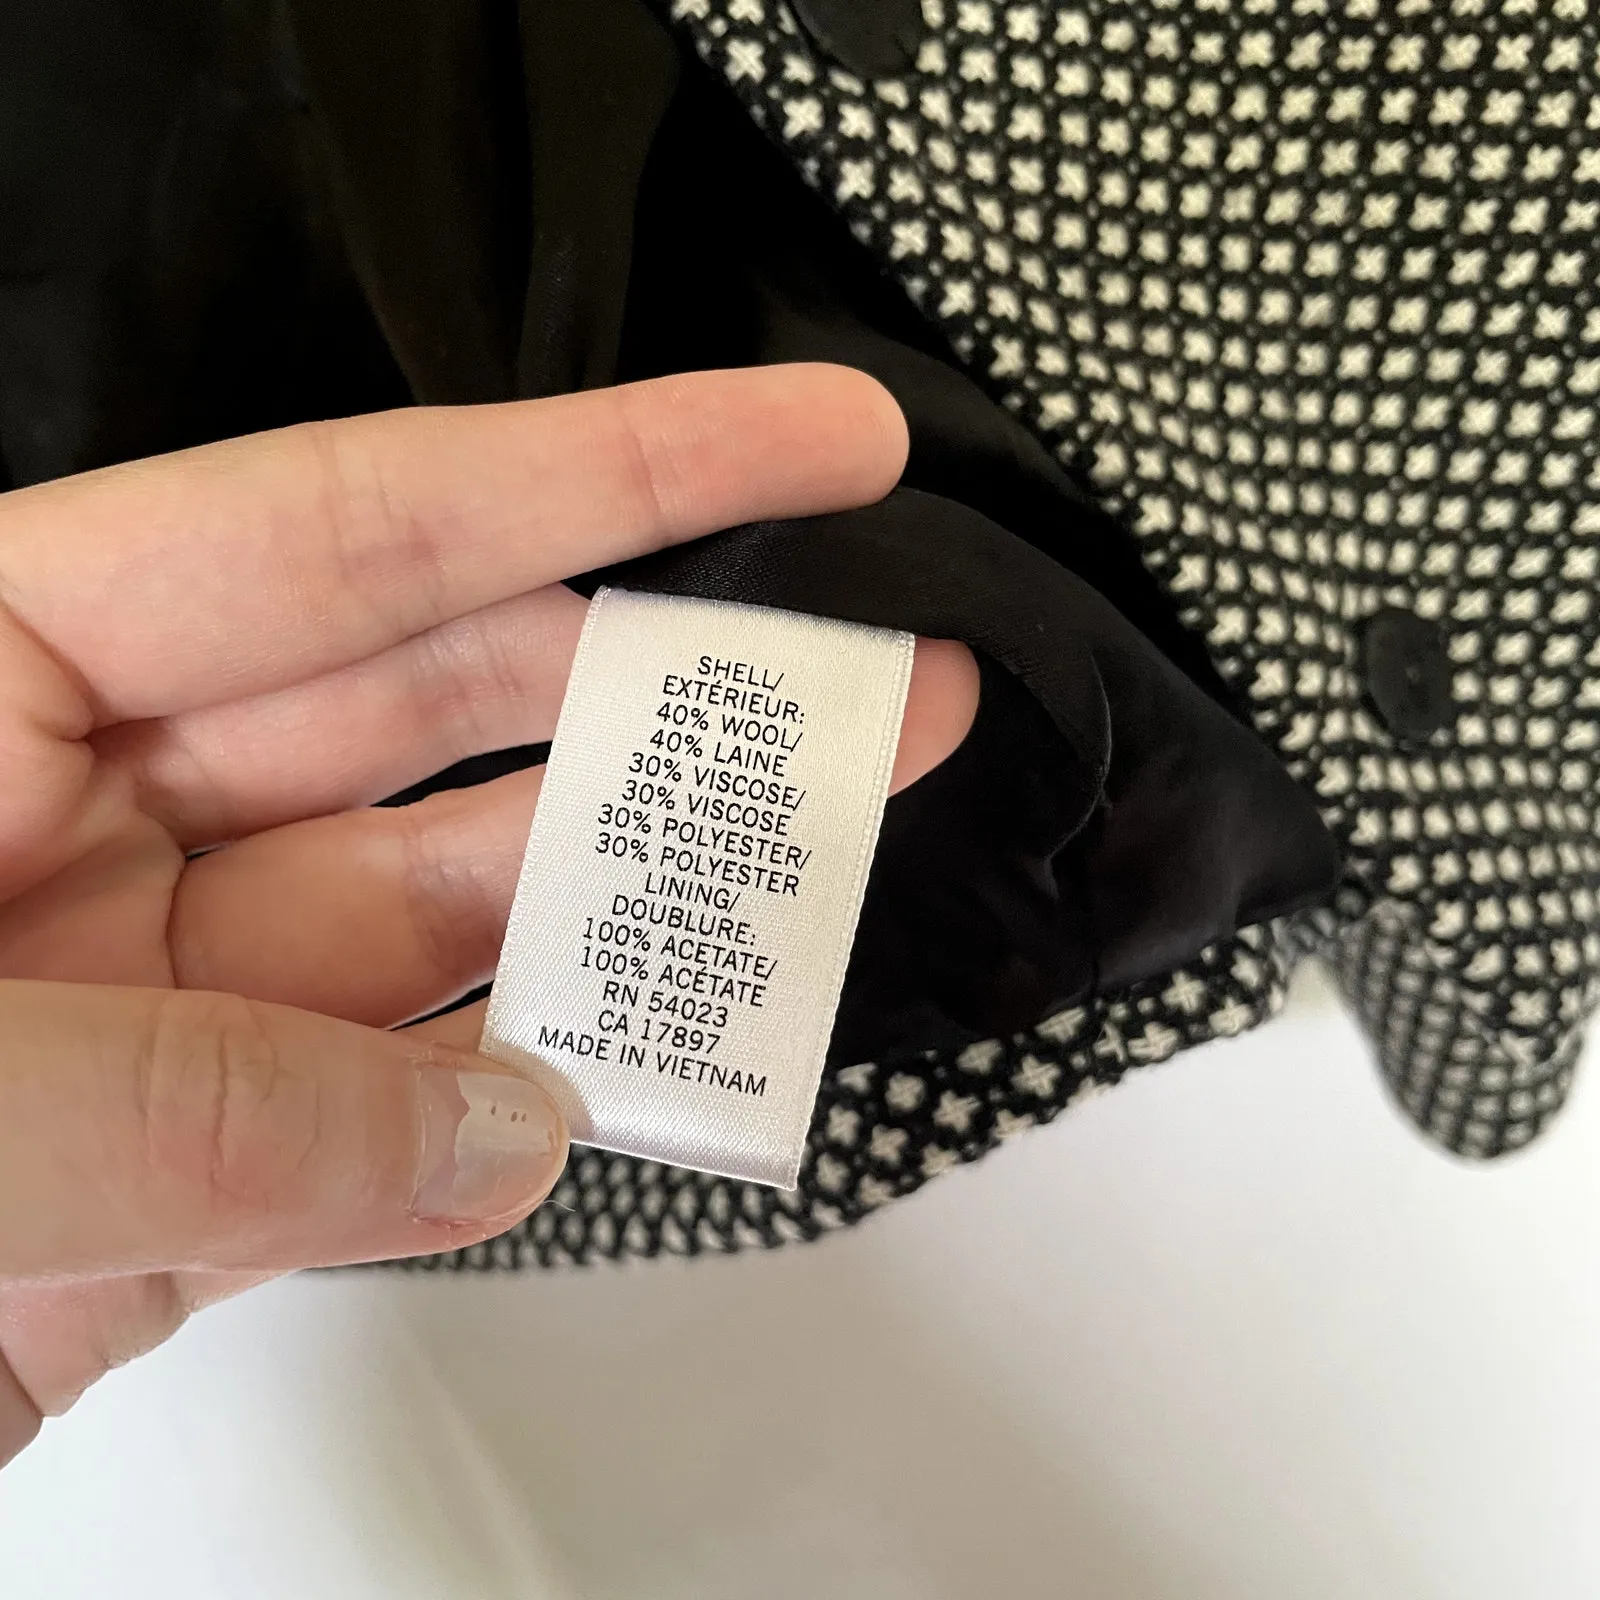 SHELL/
EXTÉRIEUR:
40% WOOL/
40% LAINE
30% VISCOSE/
30% VISCOSE
30% POLYESTER/
30% POLYESTER
LINING/
DOUBLURE:
100% ACETATE/
100% ACÉTATE
RN 54023
CA 17897
MADE IN VIETNAM